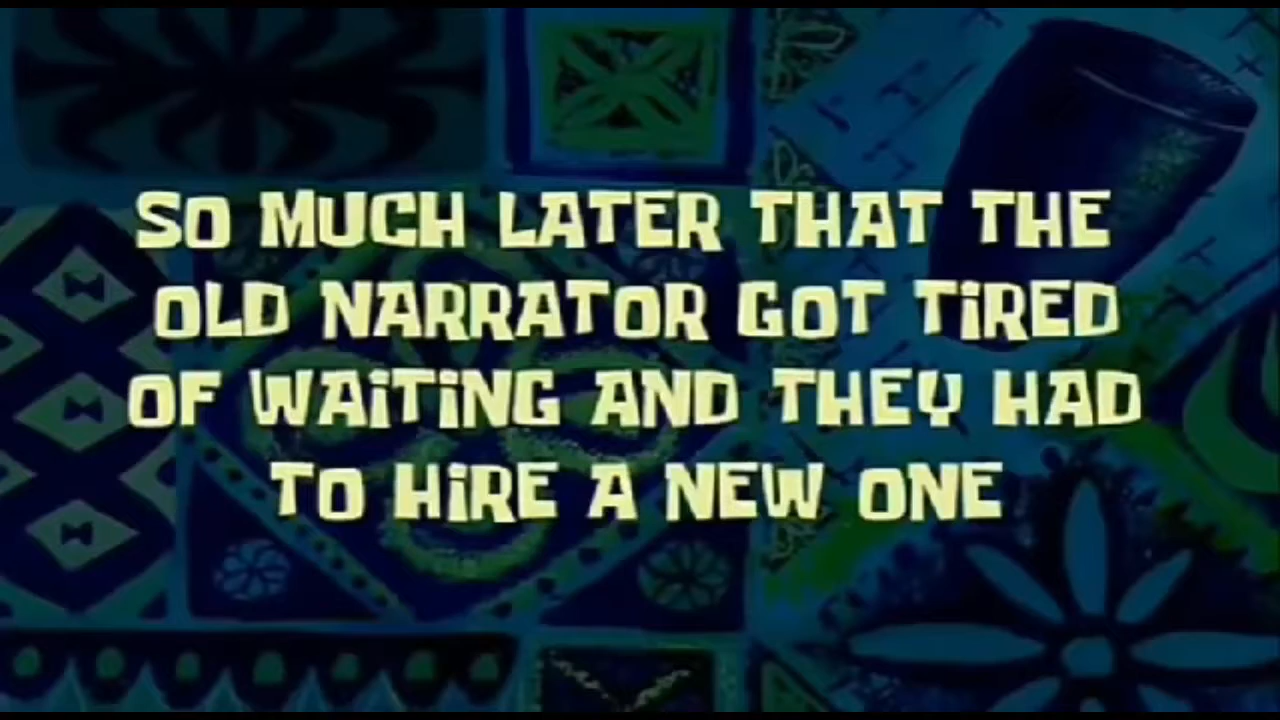 SO MUCH LATER THAT THE
OLD NARRATOR GOT TiRED
OF WAiTiNG AND THEY HAD
TO HiRE A NEW ONE